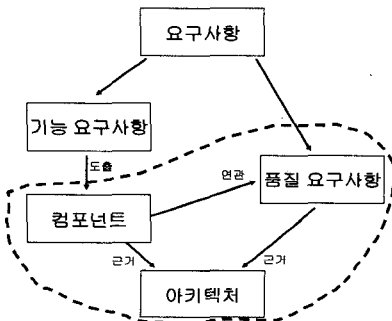 요구사항
기능 요구사항
도출
연관
품질 요구사항
컴포넌트
근거
근거
아키텍처